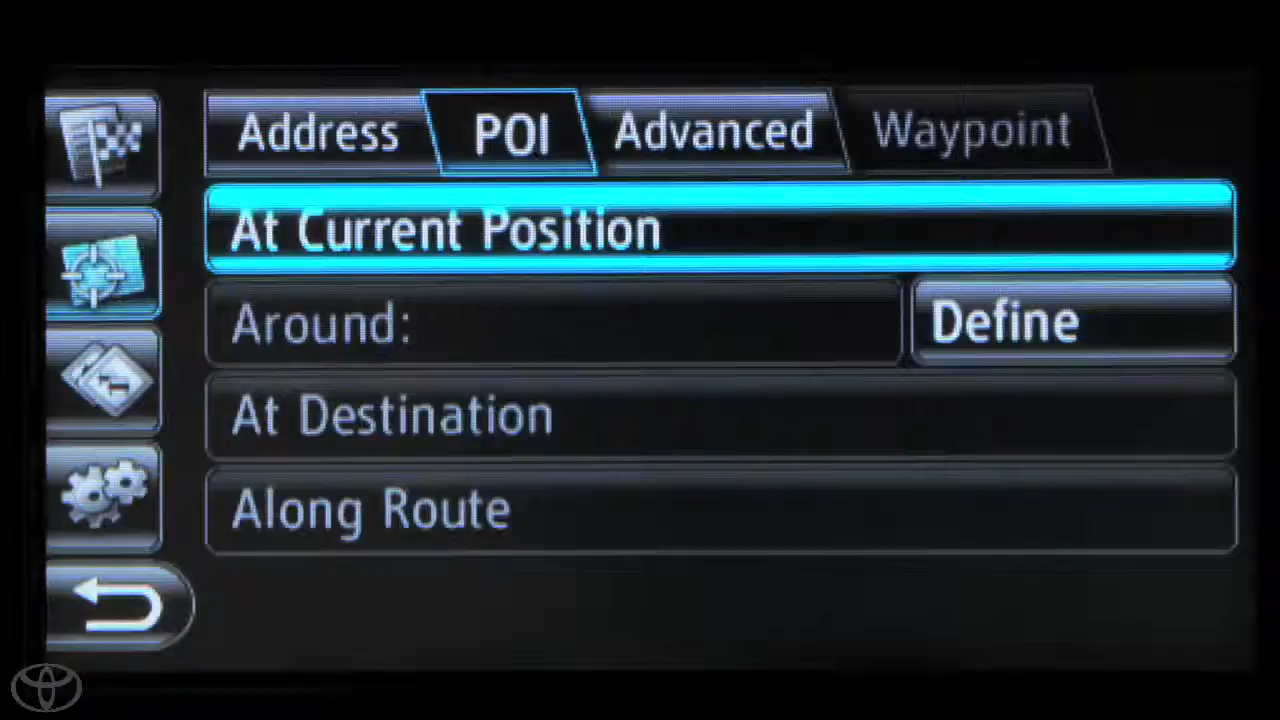 Address POI Advanced Waypoint
At Current Position
Around: Define
At Destination
Along Route